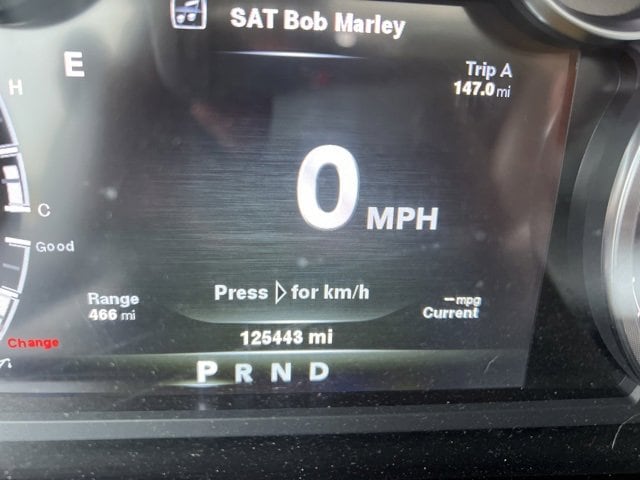 SAT Bob Marley
E
H
Trip A
147.0 mi
0 MPH
C
Good
Press ▷ for km/h
Range
466 mi
--mpg
Current
125443 mi
Change
P R N D